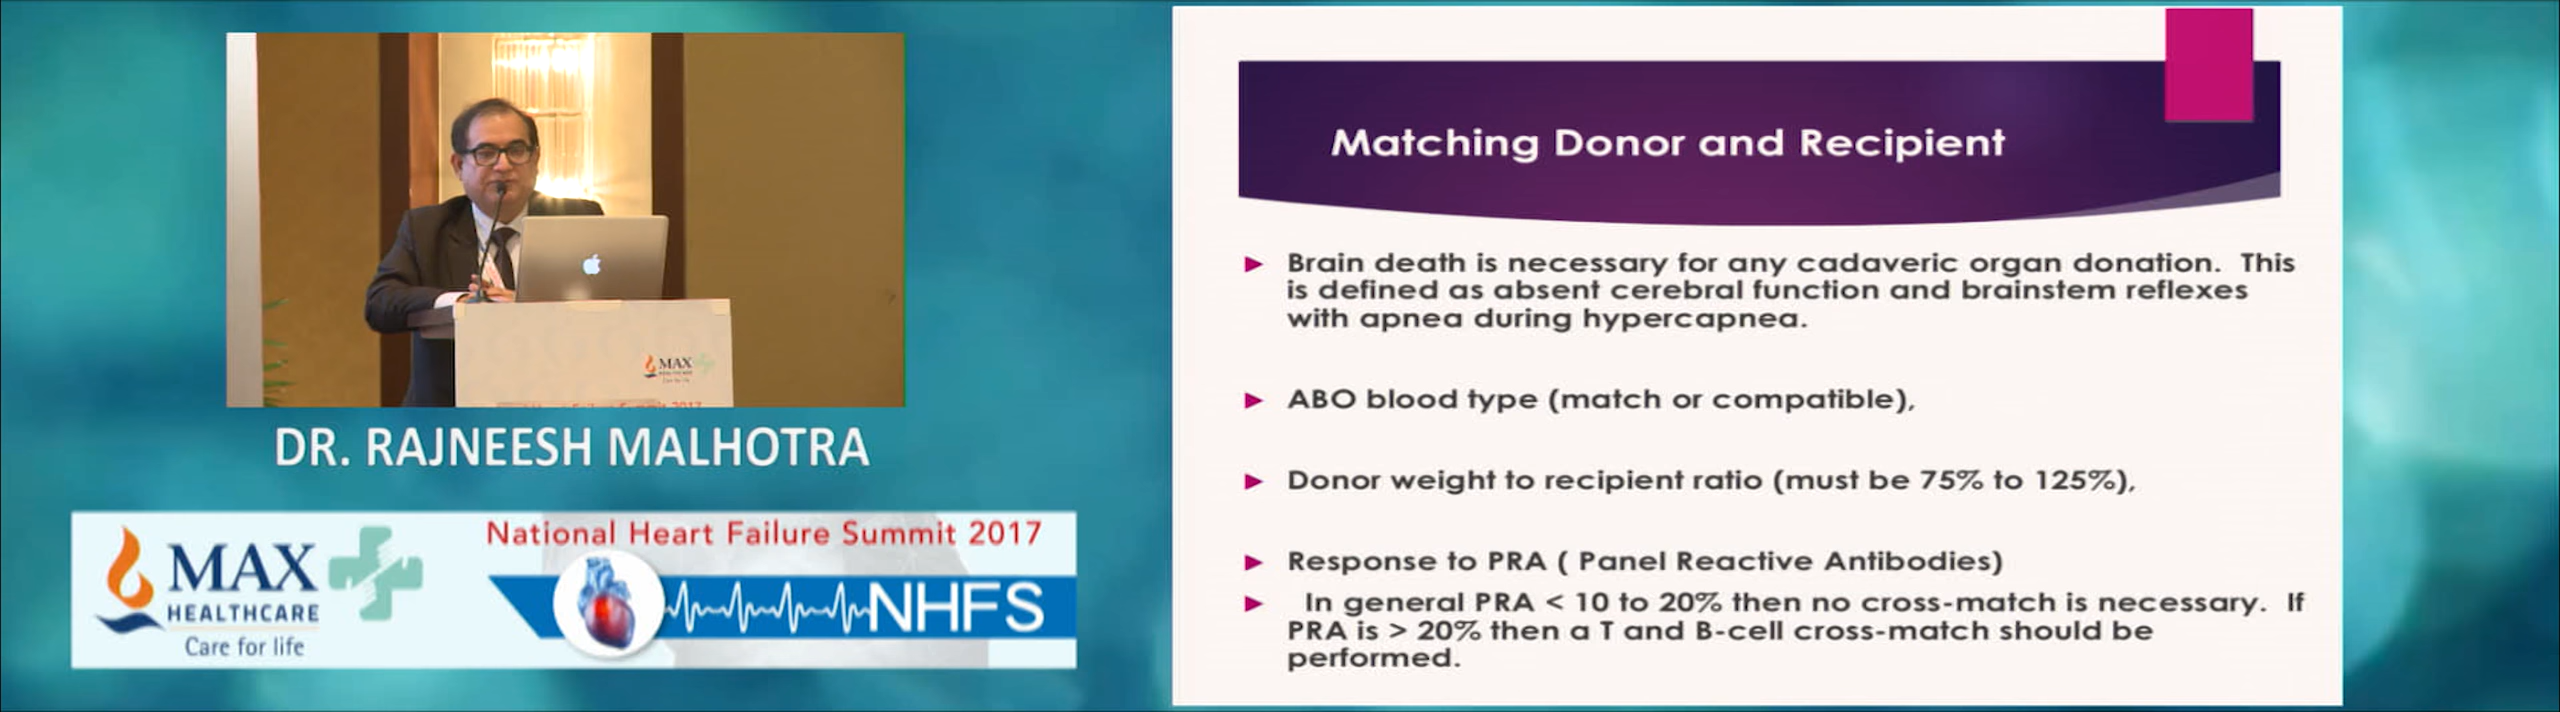 MAX
DR. RAJNEESH MALHOTRA
MAX
HEALTHCARE
Care for life
National Heart Failure Summit 2017
NHFS
Matching Donor and Recipient
Brain death is necessary for any cadaveric organ donation. This
is defined as absent cerebral function and brainstem reflexes
with apnea during hypercapnea.
ABO blood type (match or compatible),
Donor weight to recipient ratio (must be 75% to 125%),
Response to PRA ( Panel Reactive Antibodies)
In general PRA < 10 to 20% then no cross-match is necessary. If
PRA is > 20% then a T and B-cell cross-match should be
performed.